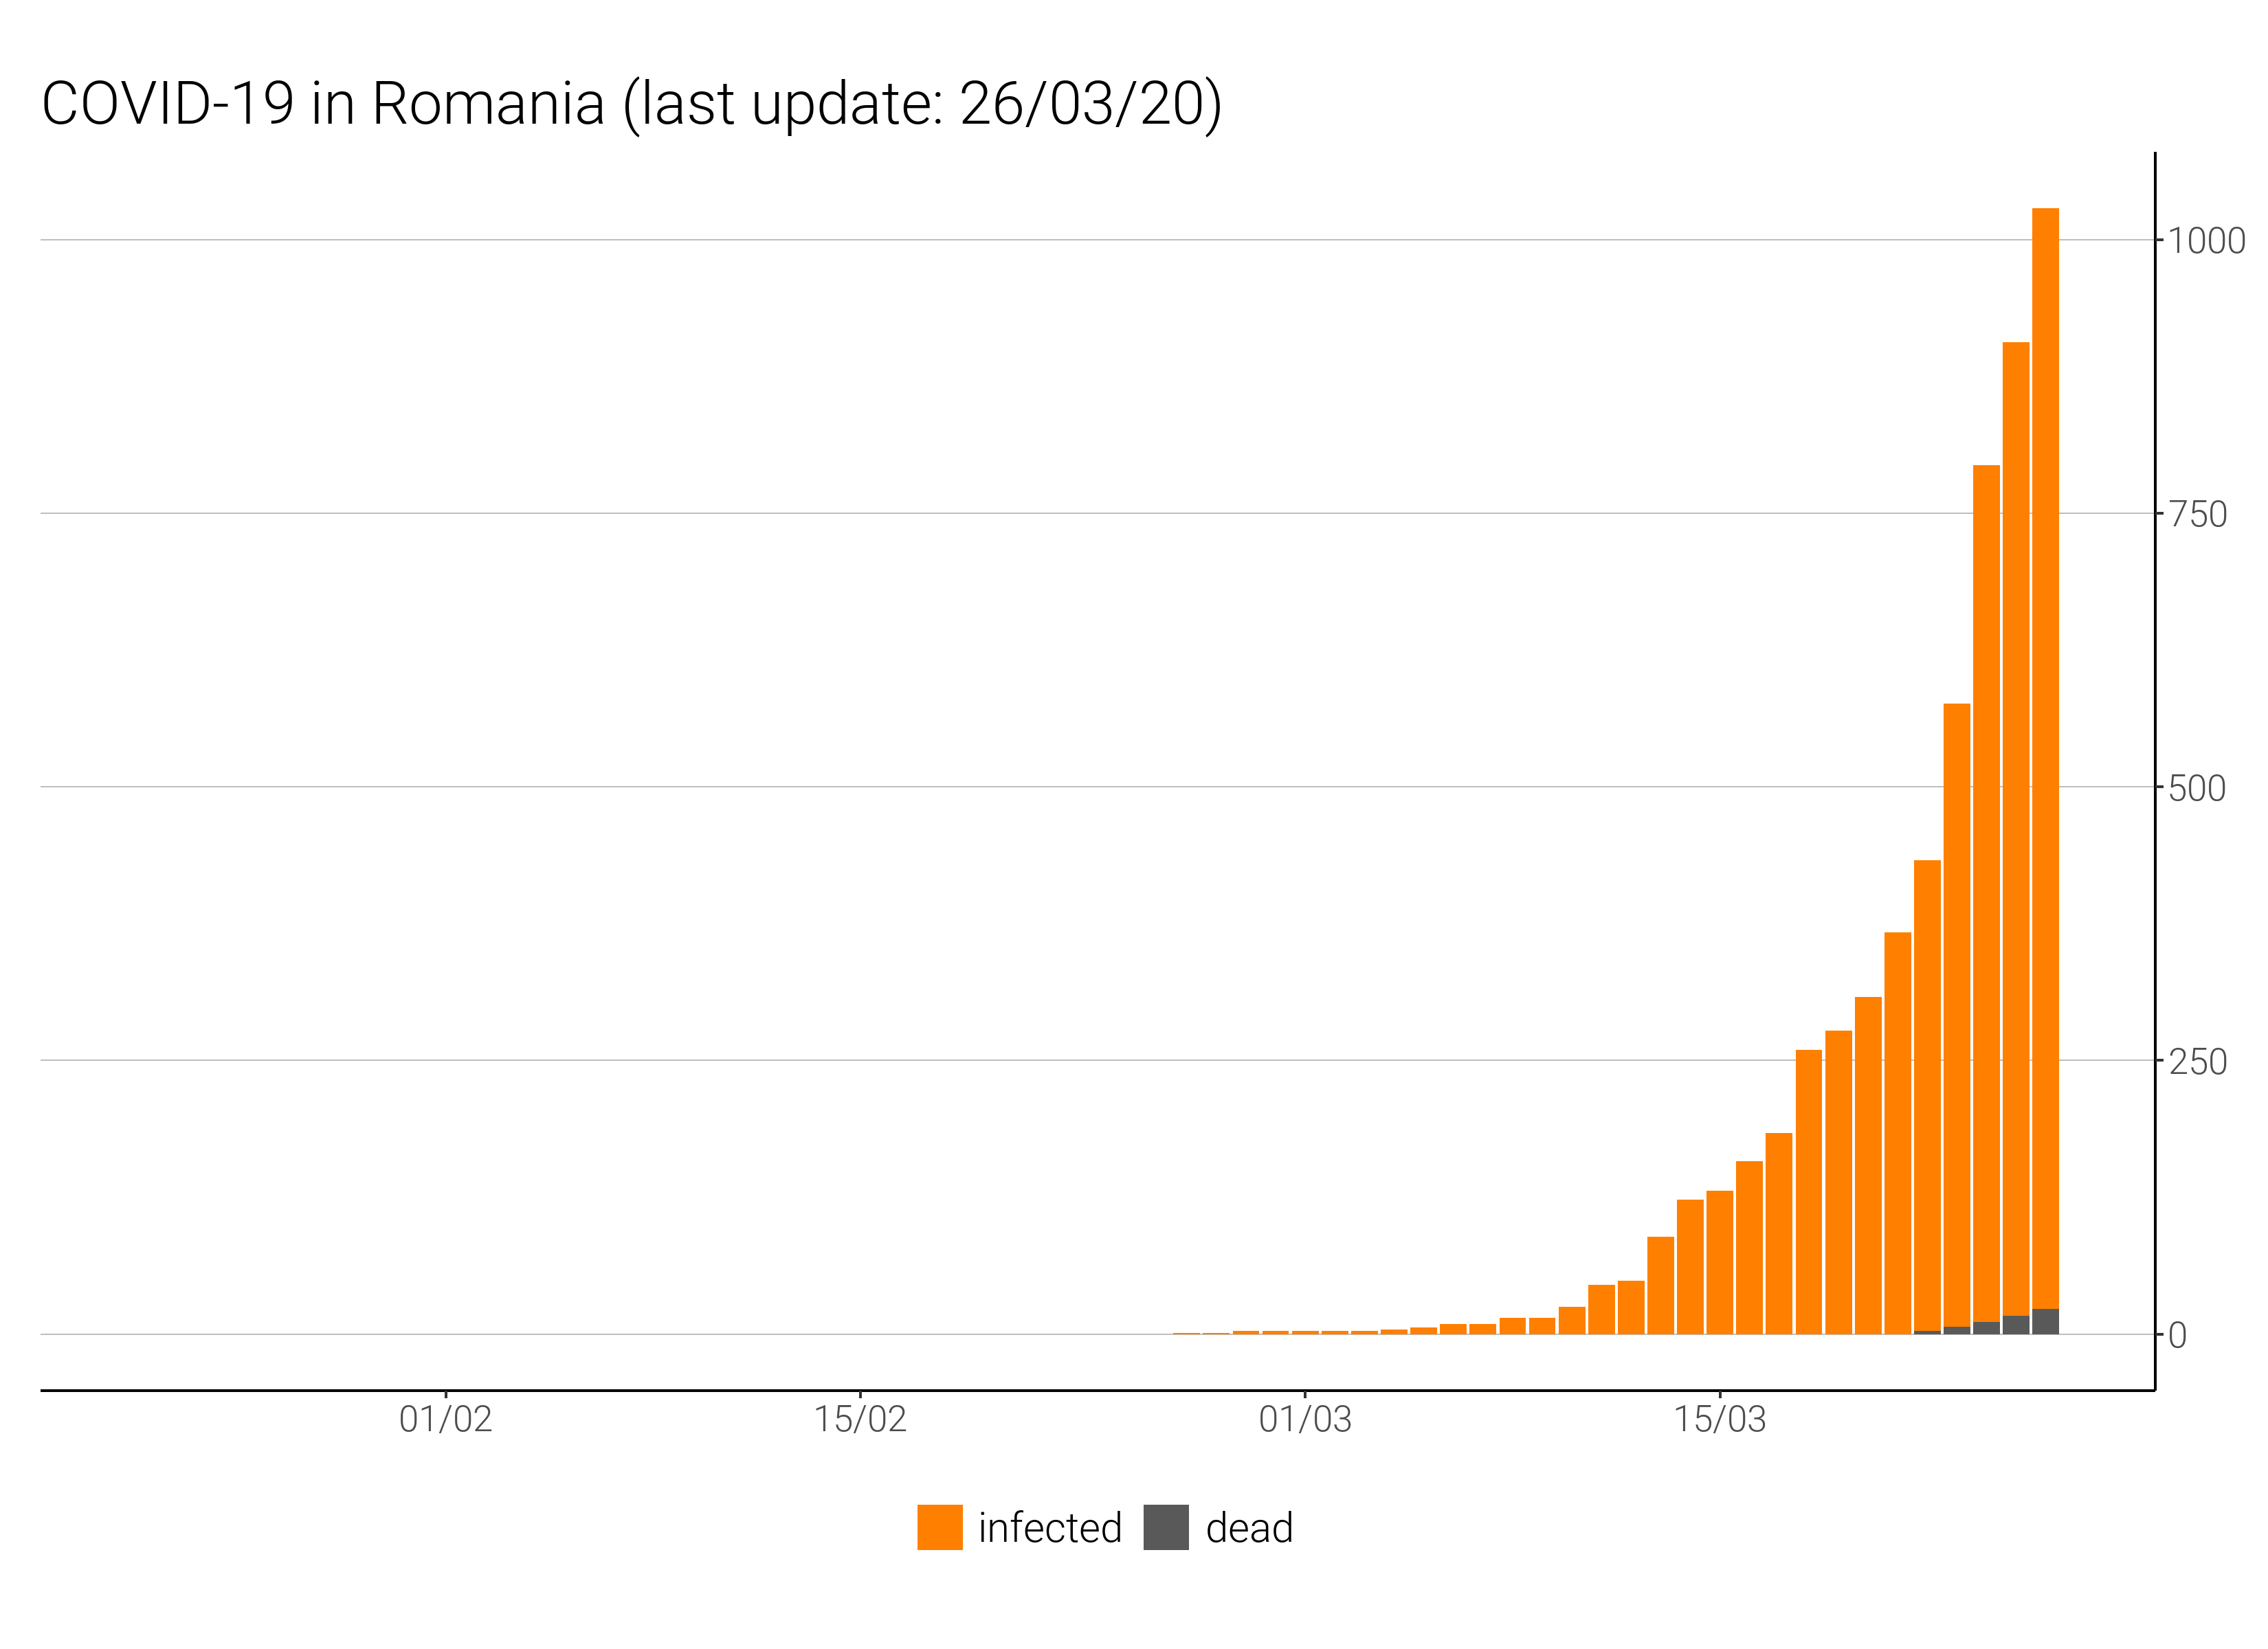 COVID-19 in Romania (last update: 26/03/20)
1000
750
500
250
0
01/02 15/02 01/03 15/03
infected dead